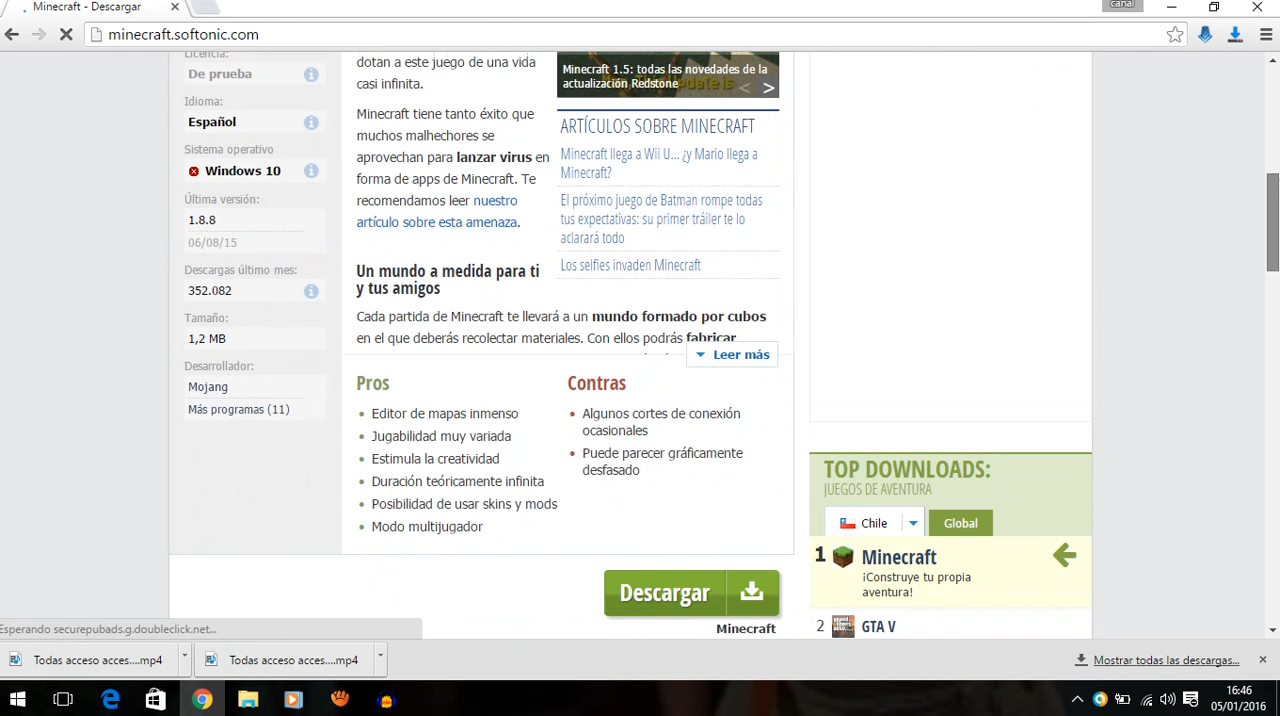 Minecraft - Descargar
canal
minecraft.softonic.com
Licencia:
De prueba
Idioma:
Español
Sistema operativo
Windows 10
Última versión:
1.8.8
06/08/15
Descargas último mes:
352.082
Tamaño:
1,2 MB
Desarrollador:
Mojang
Más programas (11)
dotan a este juego de una vida
casi infinita.
Minecraft tiene tanto éxito que
muchos malhechores se
aprovechan para lanzar virus en
forma de apps de Minecraft. Te
recomendamos leer nuestro
artículo sobre esta amenaza.
Un mundo a medida para ti
y tus amigos
Cada partida de Minecraft te llevará a un mundo formado por cubos
en el que deberás recolectar materiales. Con ellos podrás fabricar
Leer más
Minecraft 1.5: todas las novedades de la
actualización Redstone
< >
ARTÍCULOS SOBRE MINECRAFT
Minecraft llega a Wii U... ¿y Mario llega a
Minecraft?
El próximo juego de Batman rompe todas
tus expectativas: su primer tráiler te lo
aclarará todo
Los selfies invaden Minecraft
Pros
Editor de mapas inmenso
Jugabilidad muy variada
Estimula la creatividad
Duración teóricamente infinita
Posibilidad de usar skins y mods
Modo multijugador
Contras
Algunos cortes de conexión
ocasionales
Puede parecer gráficamente
desfasado
Descargar
Minecraft
TOP DOWNLOADS:
JUEGOS DE AVENTURA
Chile
Global
1 Minecraft
¡Construye tu propia
aventura!
2 GTA V
Esperando securepubads.g.doubleclick.net...
Todas acceso acces....mp4
Todas acceso acces....mp4
Mostrar todas las descargas...
16:46
05/01/2016